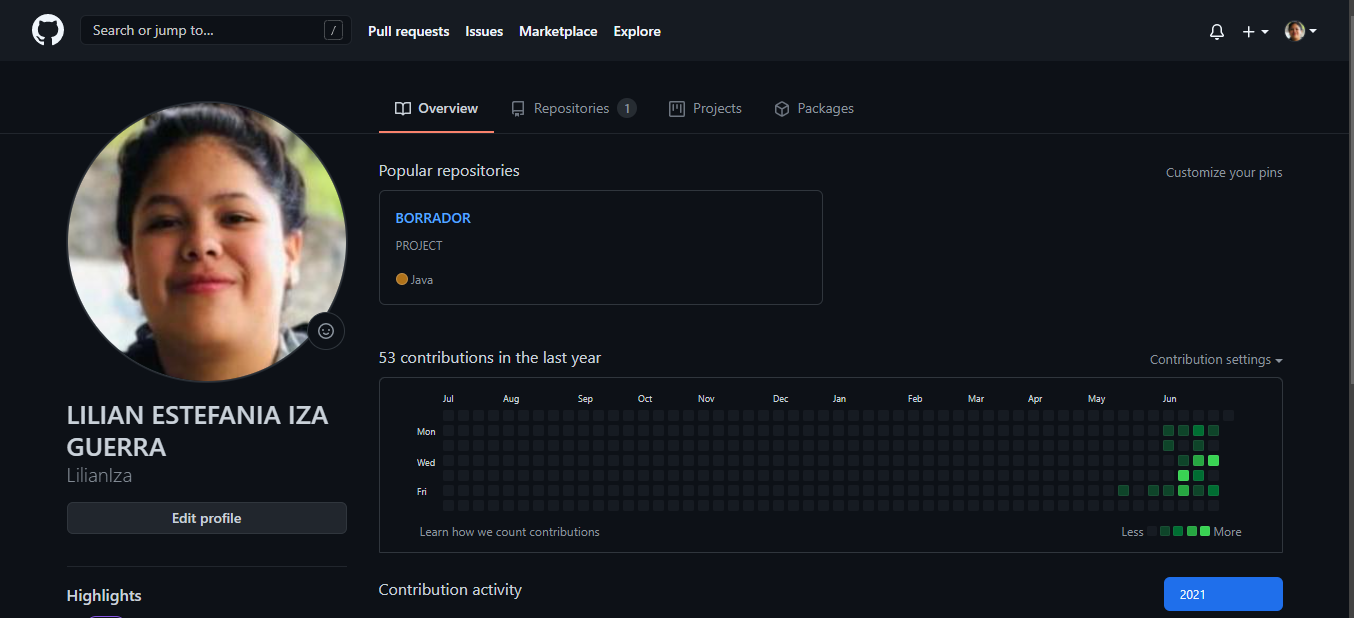 Search or jump to... /
Pull requests Issues Marketplace Explore
Overview Repositories 1 Projects Packages
Popular repositories
Customize your pins
BORRADOR
PROJECT
Java
LILIAN ESTEFANIA IZA
GUERRA
LilianIza
Edit profile
Highlights
53 contributions in the last year
Contribution settings
Jul Aug Sep Oct Nov Dec Jan Feb Mar Apr May Jun
Mon
Wed
Fri
Learn how we count contributions
Less More
Contribution activity
2021